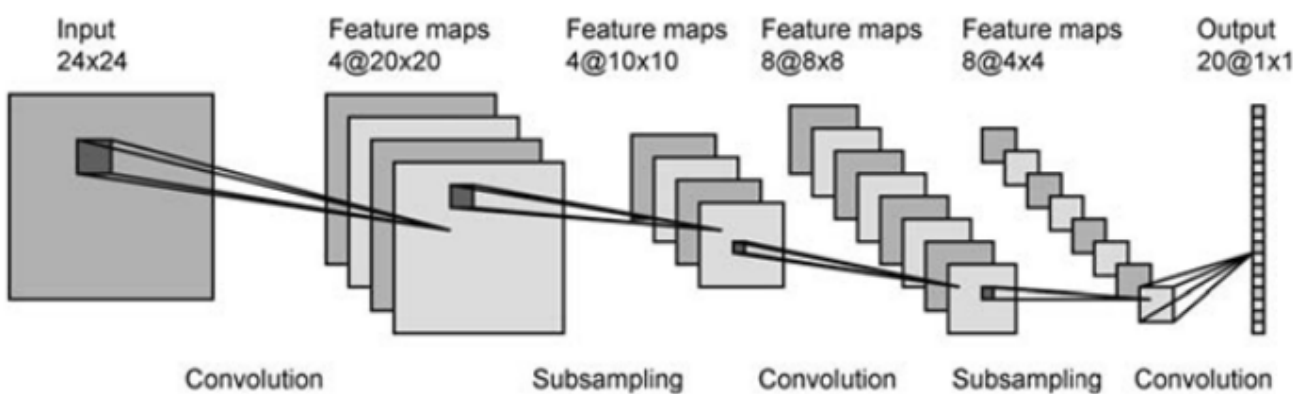 Input
24x24
Feature maps
4@20x20
Feature maps
4@10x10
Feature maps
8@8x8
Feature maps
8@4x4
Output
20@1x1
Convolution
Subsampling
Convolution
Subsampling
Convolution